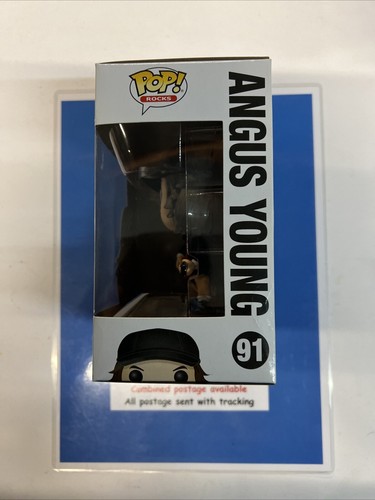 POP!
ROCKS
ANGUS YOUNG
91
Combined postage available
All postage sent with tracking